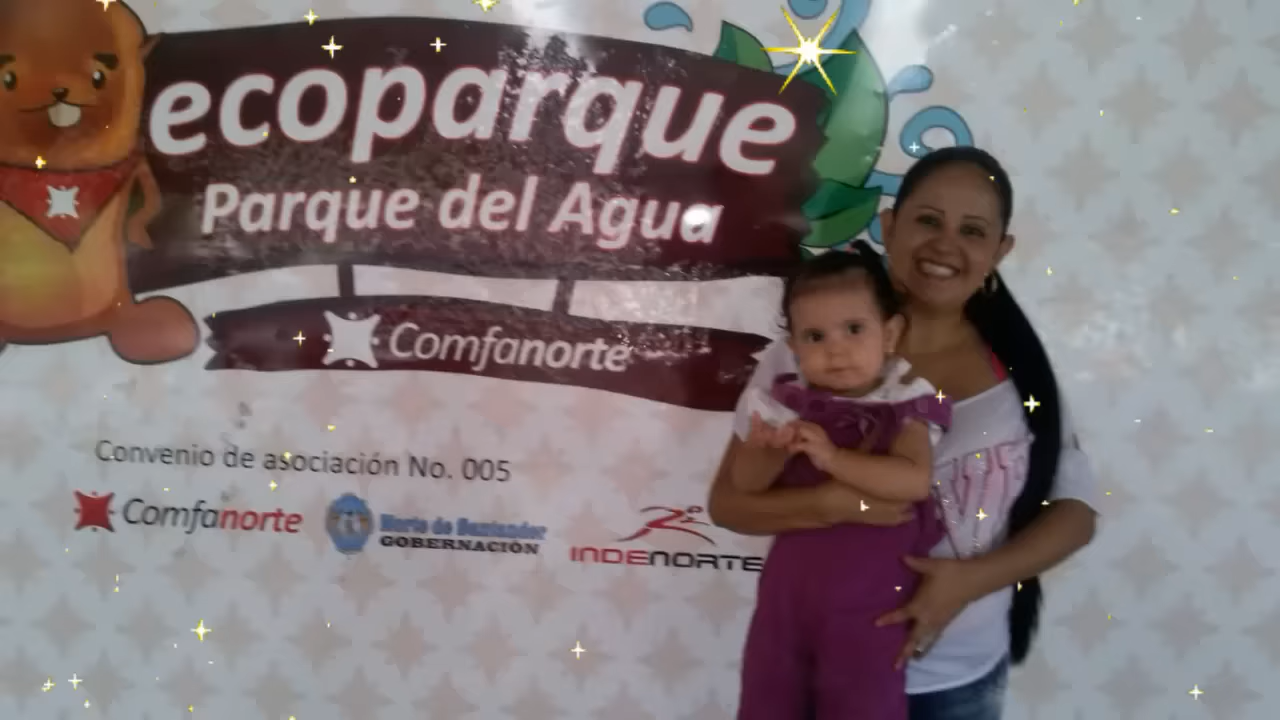 ecoparque
Parque del Agua
Comfanorte
Convenio de asociación No. 005
Comfanorte
Norte de Santander
GOBERNACIÓN
INDENORTE